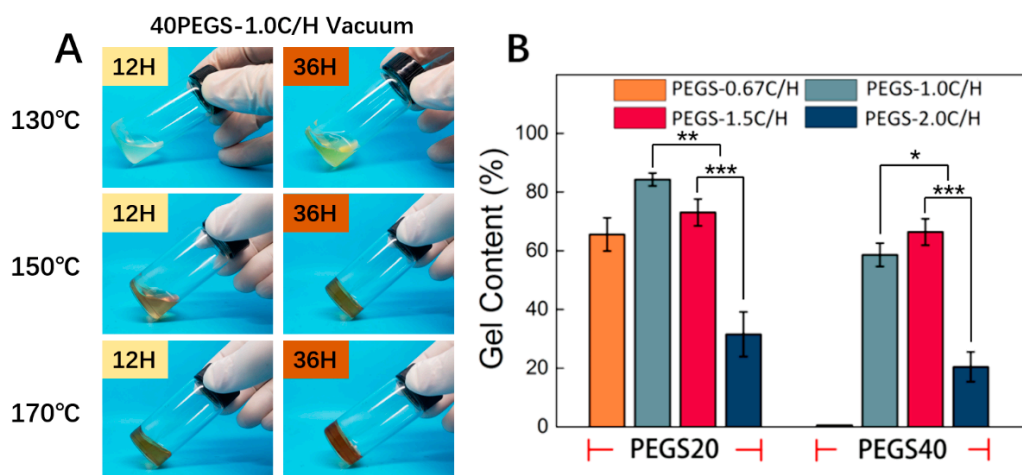 A
40PEGS-1.0C/H Vacuum
130℃
12H
36H
150℃
12H
36H
170℃
12H
36H
B
PEGS-0.67C/H
PEGS-1.0C/H
PEGS-1.5C/H
PEGS-2.0C/H
Gel Content (%)
100
80
60
40
20
0
**
***
*
***
PEGS20
PEGS40